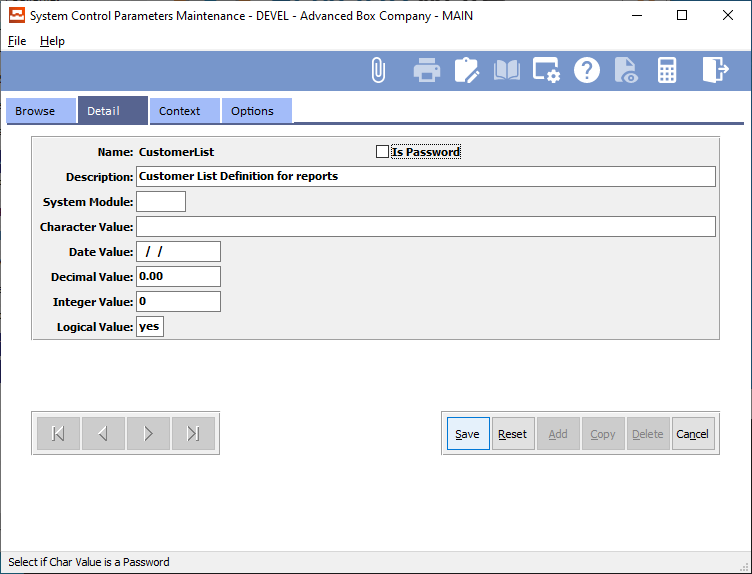 System Control Parameters Maintenance - DEVEL - Advanced Box Company - MAIN
File Help
Browse Detail Context Options
Name: CustomerList Is Password
Description: Customer List Definition for reports
System Module:
Character Value:
Date Value: / /
Decimal Value: 0.00
Integer Value: 0
Logical Value: yes
Save Reset Add Copy Delete Cancel
Select if Char Value is a Password